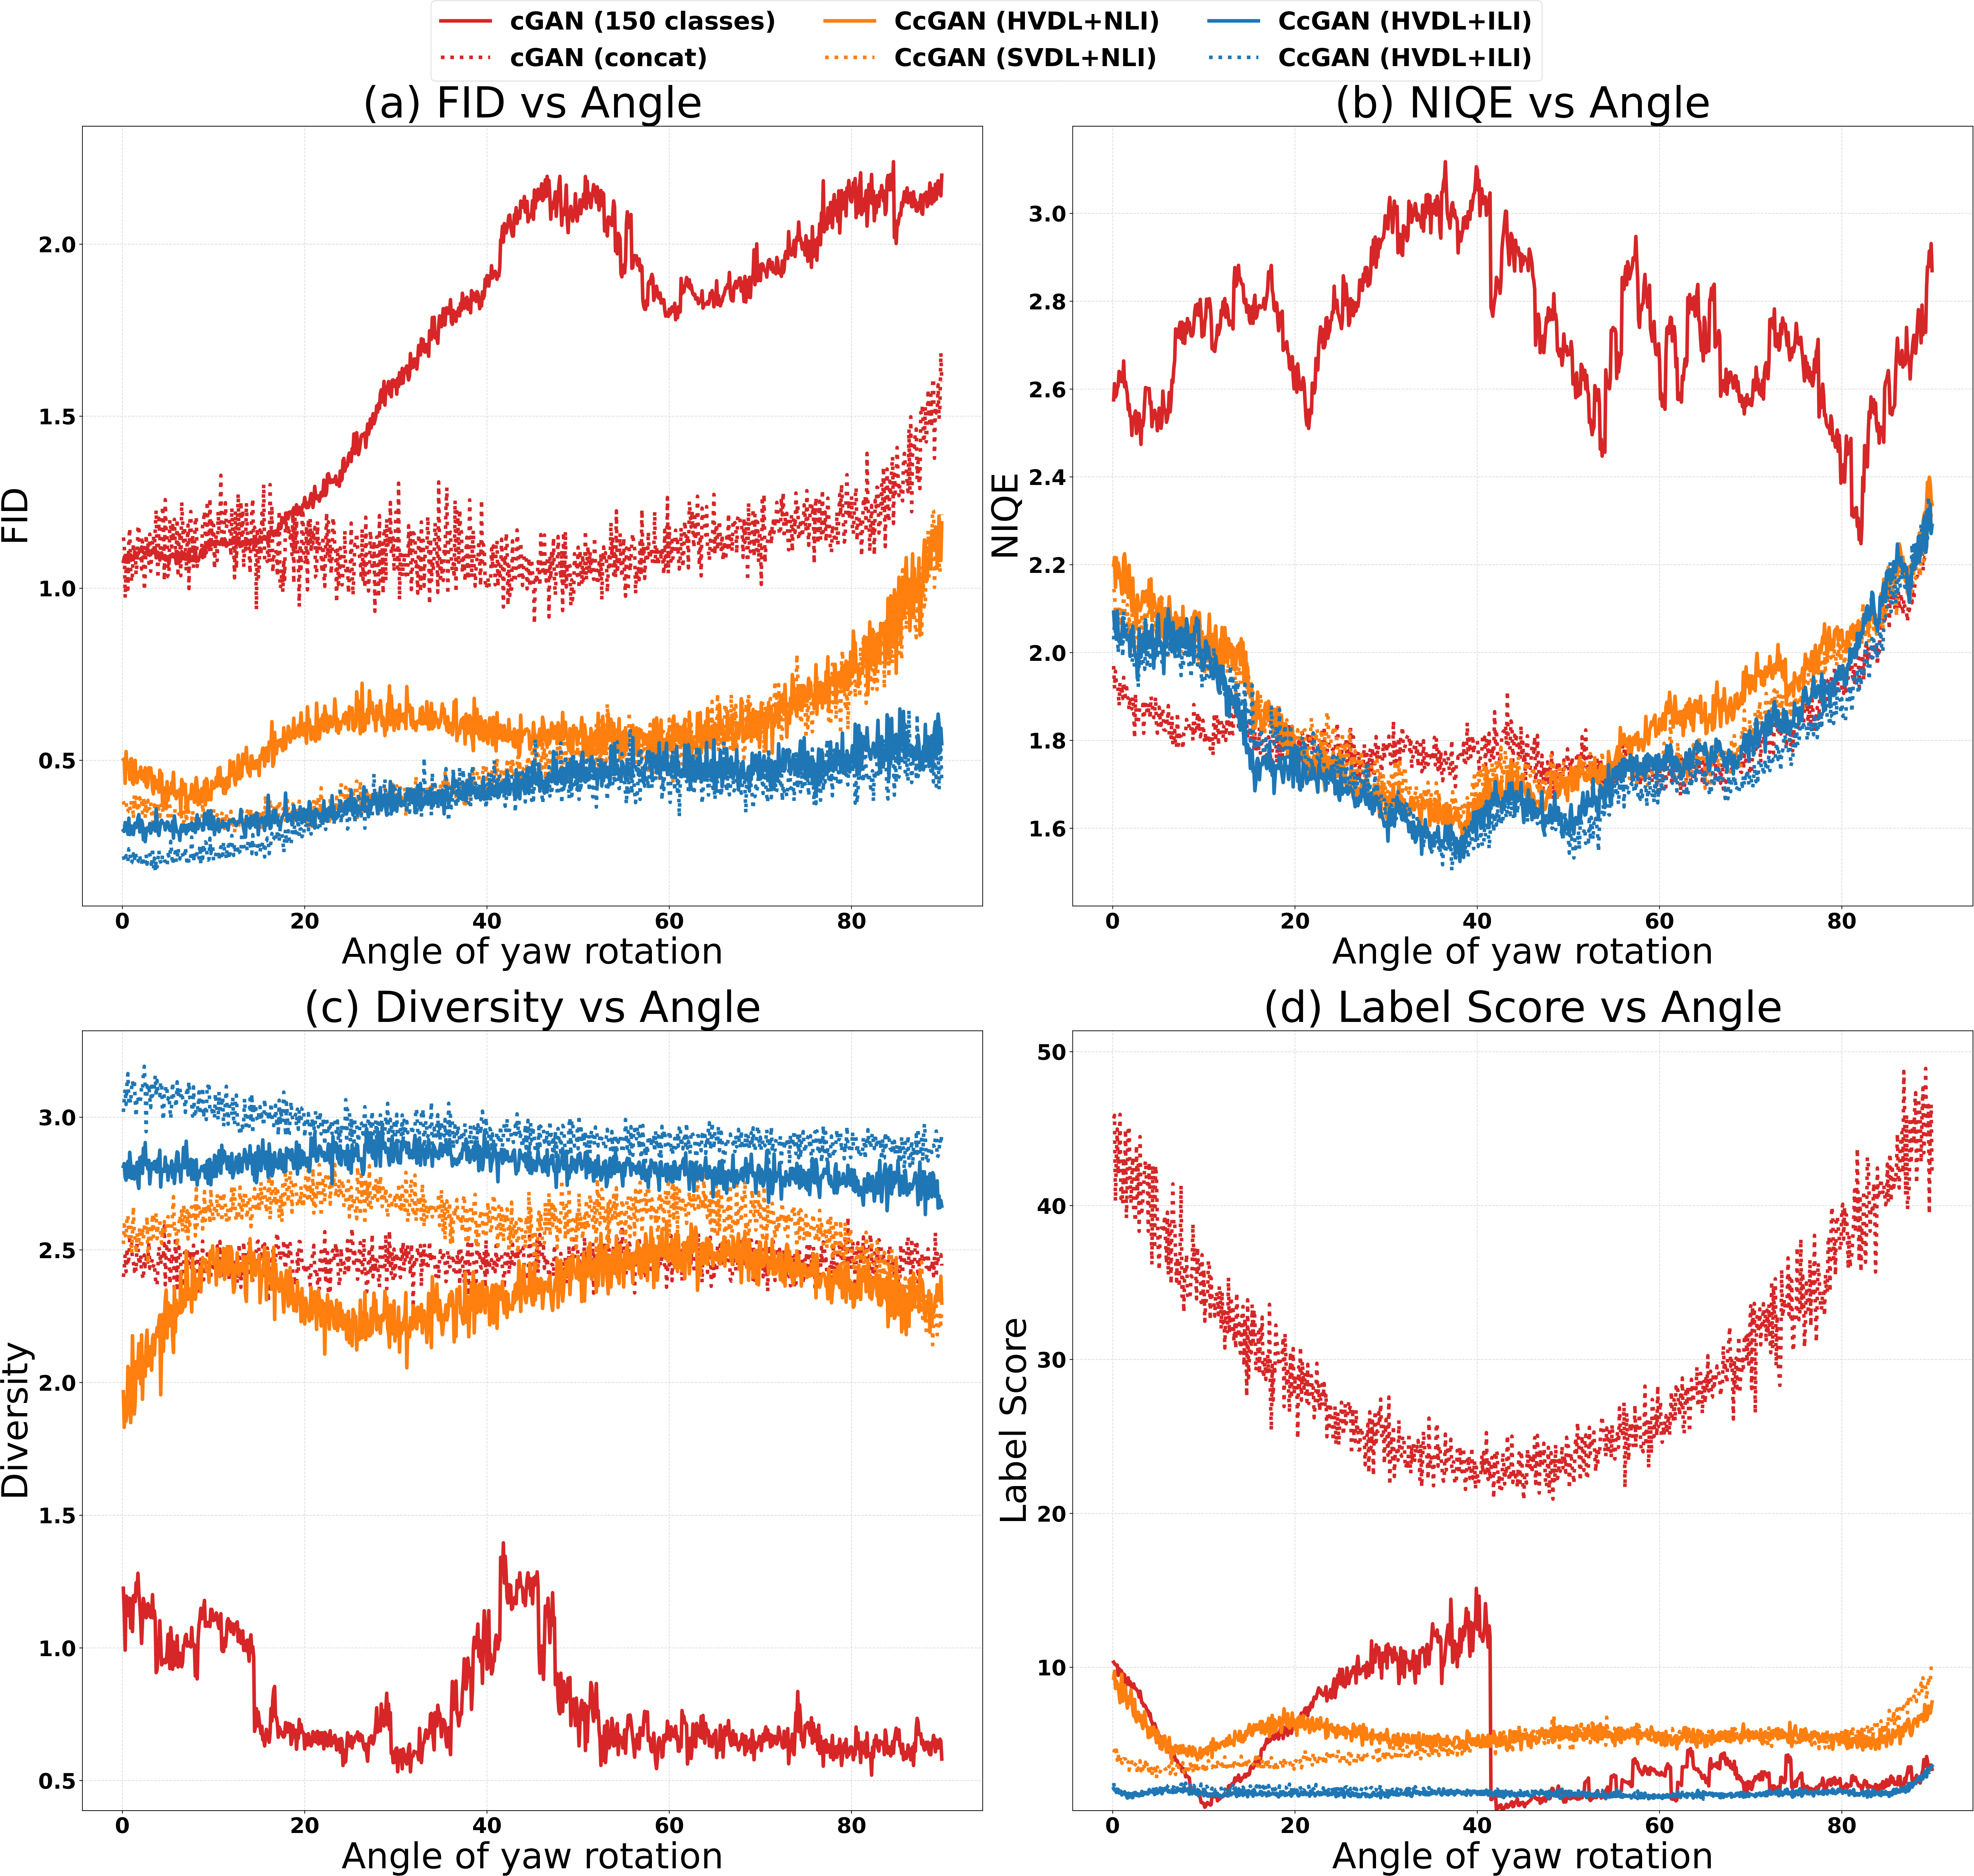 cGAN (150 classes) CcGAN (HVDL+NLI) CcGAN (HVDL+ILI)
cGAN (concat) CcGAN (SVDL+NLI) CcGAN (HVDL+ILI)
(a) FID vs Angle
FID
2.0
1.5
1.0
0.5
0 20 40 60 80
Angle of yaw rotation
(b) NIQE vs Angle
NIQE
3.0
2.8
2.6
2.4
2.2
2.0
1.8
1.6
0 20 40 60 80
Angle of yaw rotation
(c) Diversity vs Angle
Diversity
3.0
2.5
2.0
1.5
1.0
0.5
0 20 40 60 80
Angle of yaw rotation
(d) Label Score vs Angle
Label Score
50
40
30
20
10
0 20 40 60 80
Angle of yaw rotation